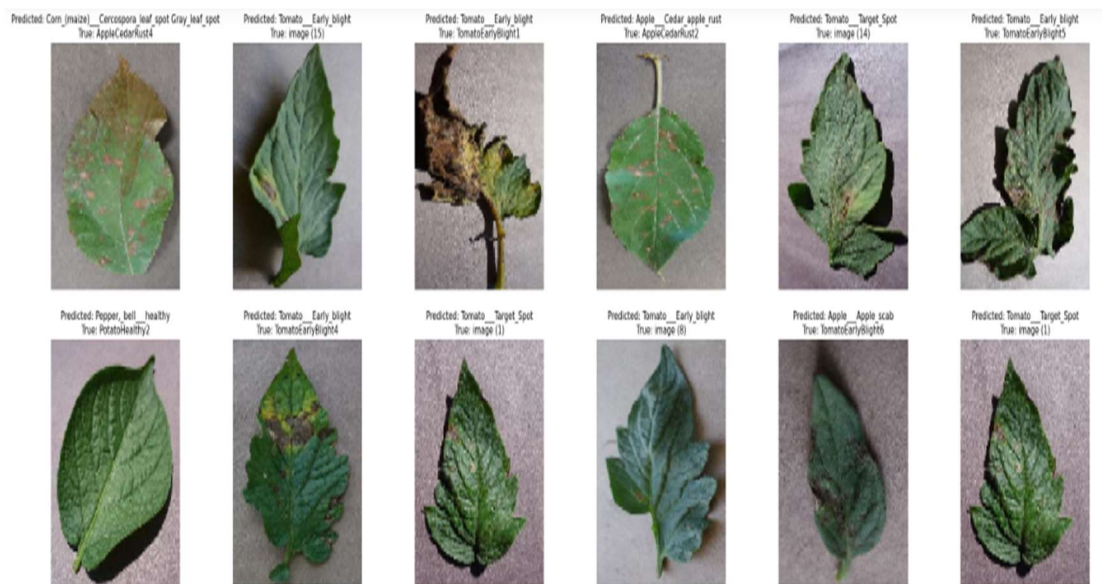 Predicted: Corn_(maize)___Cercospora_leaf_spot Gray_leaf_spot
True: AppleCedarRust4
Predicted: Tomato___Early_blight
True: image (15)
Predicted: Tomato___Early_blight
True: TomatoEarlyBlight1
Predicted: Apple___Cedar_apple_rust
True: AppleCedarRust2
Predicted: Tomato___Target_Spot
True: image (14)
Predicted: Tomato___Early_blight
True: TomatoEarlyBlight5
Predicted: Pepper,_bell___healthy
True: PotatoHealthy2
Predicted: Tomato___Early_blight
True: TomatoEarlyBlight4
Predicted: Tomato___Target_Spot
True: image (1)
Predicted: Tomato___Early_blight
True: image (8)
Predicted: Apple___Apple_scab
True: TomatoEarlyBlight6
Predicted: Tomato___Target_Spot
True: image (1)